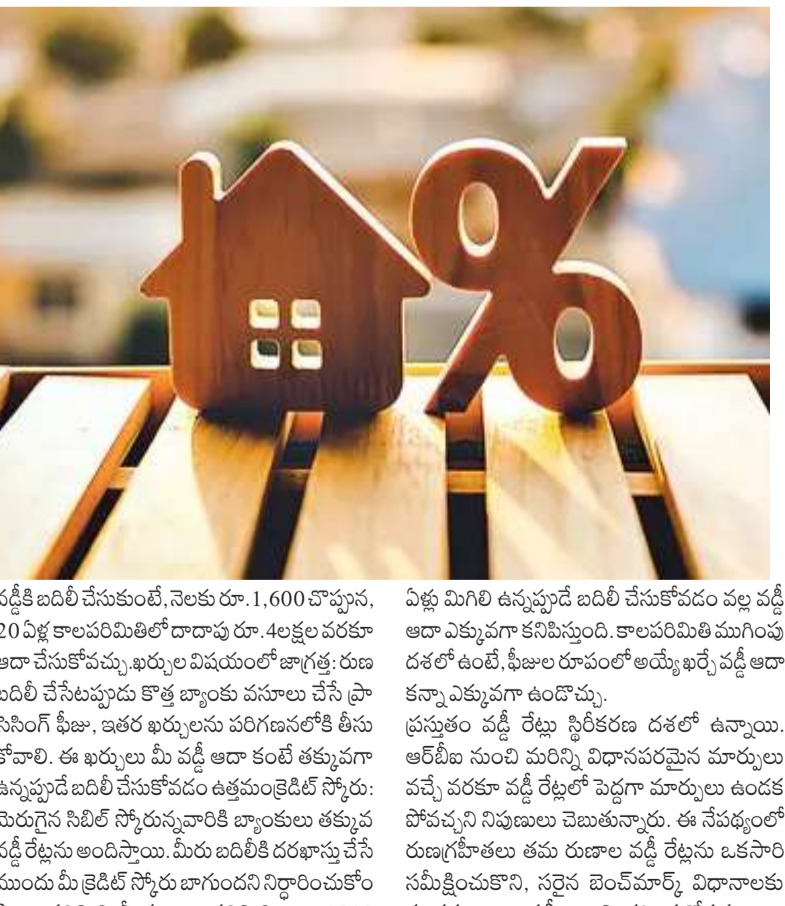 వడ్డీకి బదిలీ చేసుకుంటే, నెలకు రూ.1,600 చొప్పున,
20 ఏళ్ల కాలపరిమితిలో దాదాపు రూ.4లక్షల వరకూ
ఆదా చేసుకోవచ్చు.ఖర్చుల విషయంలో జాగ్రత్త: రుణ
బదిలీ చేసేటప్పుడు కొత్త బ్యాంకు వసూలు చేసే ప్రా
సెసింగ్ ఫీజు, ఇతర ఖర్చులను పరిగణనలోకి తీసు
కోవాలి. ఈ ఖర్చులు మీ వడ్డీ ఆదా కంటే తక్కువగా
ఉన్నప్పుడే బదిలీ చేసుకోవడం ఉత్తమం.క్రెడిట్ స్కోరు:
మెరుగైన సిబిల్ స్కోరున్నవారికి బ్యాంకులు తక్కువ
వడ్డీ రేట్లను అందిస్తాయి. మీరు బదిలీకి దరఖాస్తు చేసే
ముందు మీ క్రెడిట్ స్కోరు బాగుందని నిర్ధారించుకోం
ఏళ్లు మిగిలి ఉన్నప్పుడే బదిలీ చేసుకోవడం వల్ల వడ్డీ
ఆదా ఎక్కువగా కనిపిస్తుంది. కాలపరిమితి ముగింపు
దశలో ఉంటే, ఫీజుల రూపంలో అయ్యే ఖర్చే వడ్డీ ఆదా
కన్నా ఎక్కువగా ఉండొచ్చు.
ప్రస్తుతం వడ్డీ రేట్లు స్థిరీకరణ దశలో ఉన్నాయి.
ఆర్‌బీఐ నుంచి మరిన్ని విధానపరమైన మార్పులు
వచ్చే వరకూ వడ్డీ రేట్లలో పెద్దగా మార్పులు ఉండక
పోవచ్చని నిపుణులు చెబుతున్నారు. ఈ నేపథ్యంలో
రుణగ్రహీతలు తమ రుణాల వడ్డీ రేట్లను ఒకసారి
సమీక్షించుకొని, సరైన బెంచ్‌మార్క్ విధానాలకు